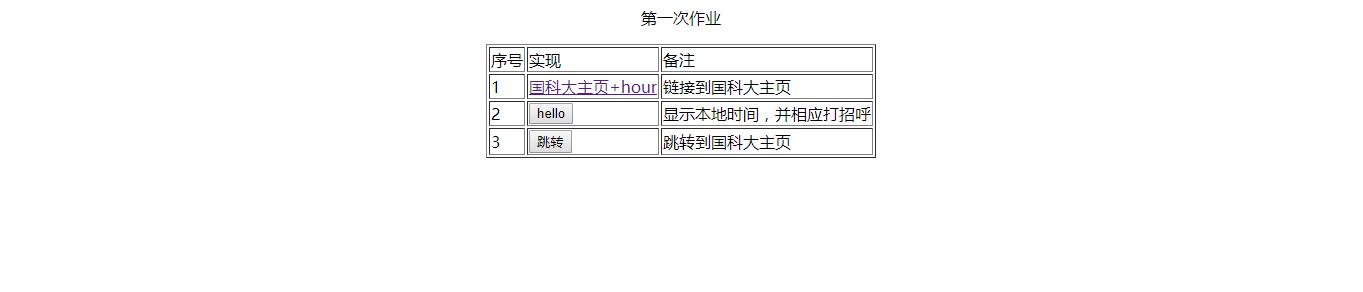 第一次作业
序号 实现 备注
1 国科大主页+hour 链接到国科大主页
2 hello 显示本地时间，并相应打招呼
3 跳转 跳转到国科大主页